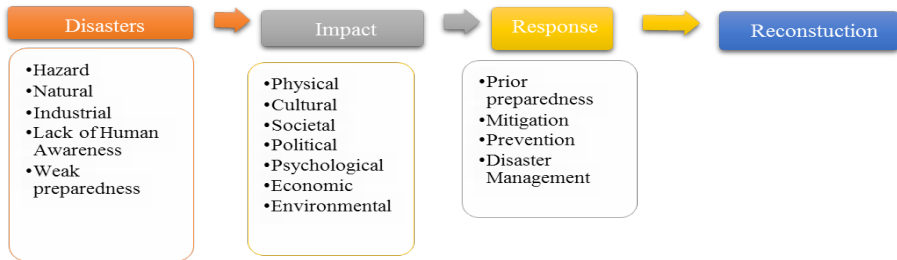 Disasters
Impact
Response
Reconstuction
•Hazard
•Natural
•Industrial
•Lack of Human
Awareness
•Weak
preparedness
•Physical
•Cultural
•Societal
•Political
•Psychological
•Economic
•Environmental
•Prior
preparedness
•Mitigation
•Prevention
•Disaster
Management